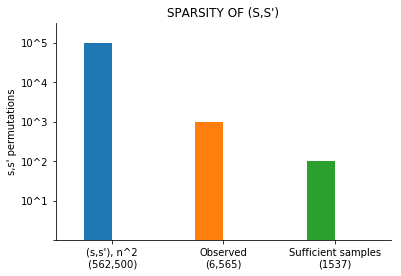 SPARSITY OF (S,S')
s,s' permutations
10^5
10^4
10^3
10^2
10^1
(s,s'), n^2
(562,500)
Observed
(6,565)
Sufficient samples
(1537)